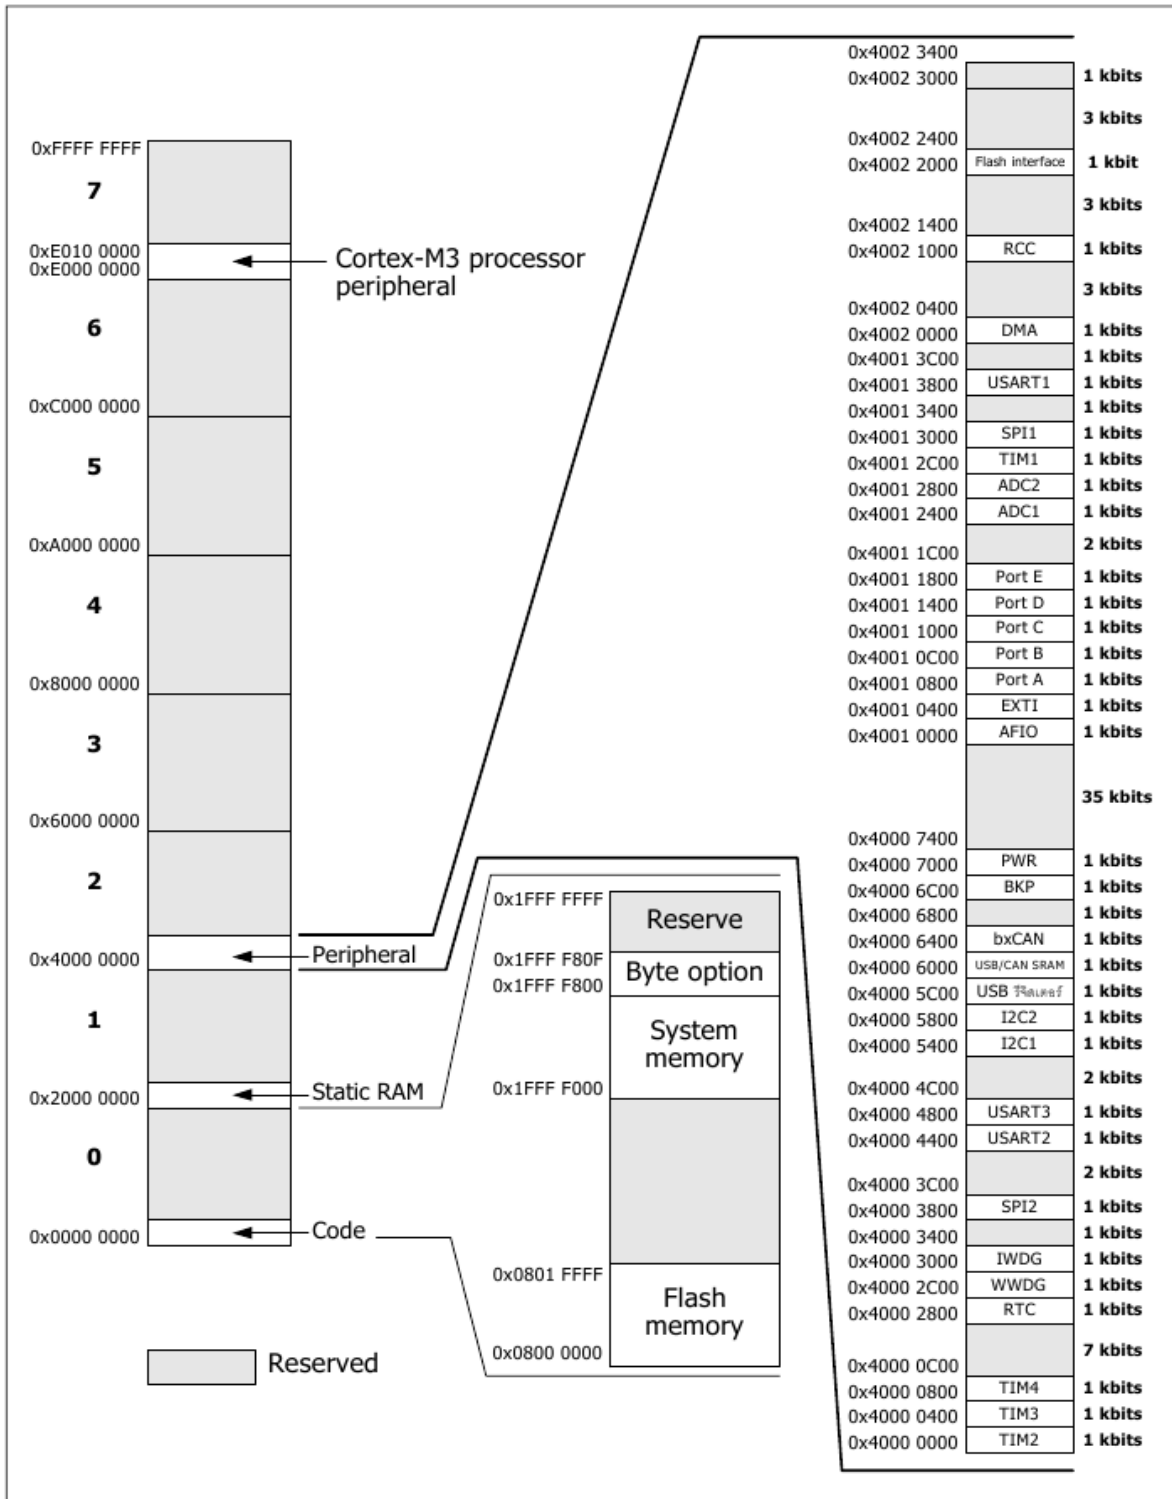 0xFFFF FFFF
7
0xE010 0000
0xE000 0000
Cortex-M3 processor
peripheral
6
0xC000 0000
5
0xA000 0000
4
0x8000 0000
3
0x6000 0000
2
Peripheral
0x4000 0000
1
Static RAM
0x2000 0000
0
Code
0x0000 0000
Reserved
0x1FFF FFFF
Reserve
0x1FFF F80F
Byte option
0x1FFF F800
System
memory
0x1FFF F000
0x0801 FFFF
Flash
memory
0x0800 0000
0x4002 3400
0x4002 3000 1 kbits
3 kbits
0x4002 2400
0x4002 2000 Flash interface 1 kbit
3 kbits
0x4002 1400
0x4002 1000 RCC 1 kbits
3 kbits
0x4002 0400
0x4002 0000 DMA 1 kbits
0x4001 3C00 1 kbits
0x4001 3800 USART1 1 kbits
0x4001 3400 1 kbits
0x4001 3000 SPI1 1 kbits
0x4001 2C00 TIM1 1 kbits
0x4001 2800 ADC2 1 kbits
0x4001 2400 ADC1 1 kbits
2 kbits
0x4001 1C00
0x4001 1800 Port E 1 kbits
0x4001 1400 Port D 1 kbits
0x4001 1000 Port C 1 kbits
0x4001 0C00 Port B 1 kbits
0x4001 0800 Port A 1 kbits
0x4001 0400 EXTI 1 kbits
0x4001 0000 AFIO 1 kbits
35 kbits
0x4000 7400
0x4000 7000 PWR 1 kbits
0x4000 6C00 BKP 1 kbits
0x4000 6800 1 kbits
0x4000 6400 bxCAN 1 kbits
0x4000 6000 USB/CAN SRAM 1 kbits
0x4000 5C00 USB รีจิสเตอร์ 1 kbits
0x4000 5800 I2C2 1 kbits
0x4000 5400 I2C1 1 kbits
2 kbits
0x4000 4C00
0x4000 4800 USART3 1 kbits
0x4000 4400 USART2 1 kbits
2 kbits
0x4000 3C00
0x4000 3800 SPI2 1 kbits
0x4000 3400 1 kbits
0x4000 3000 IWDG 1 kbits
0x4000 2C00 WWDG 1 kbits
0x4000 2800 RTC 1 kbits
7 kbits
0x4000 0C00
0x4000 0800 TIM4 1 kbits
0x4000 0400 TIM3 1 kbits
0x4000 0000 TIM2 1 kbits